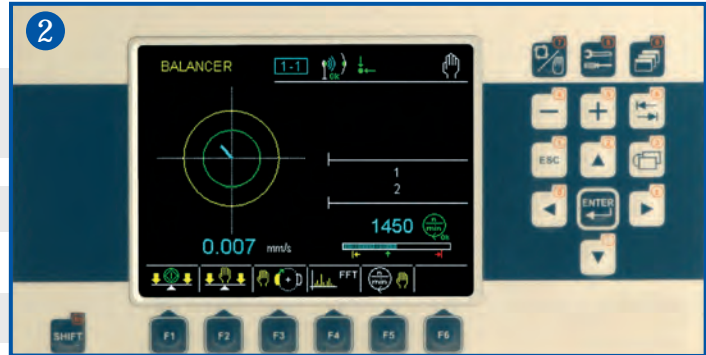 2
BALANCER 1-1 OK
1
2
1450 n/min OK
0.007 mm/s
FFT n/min
ESC
ENTER
SHIFT F1 F2 F3 F4 F5 F6